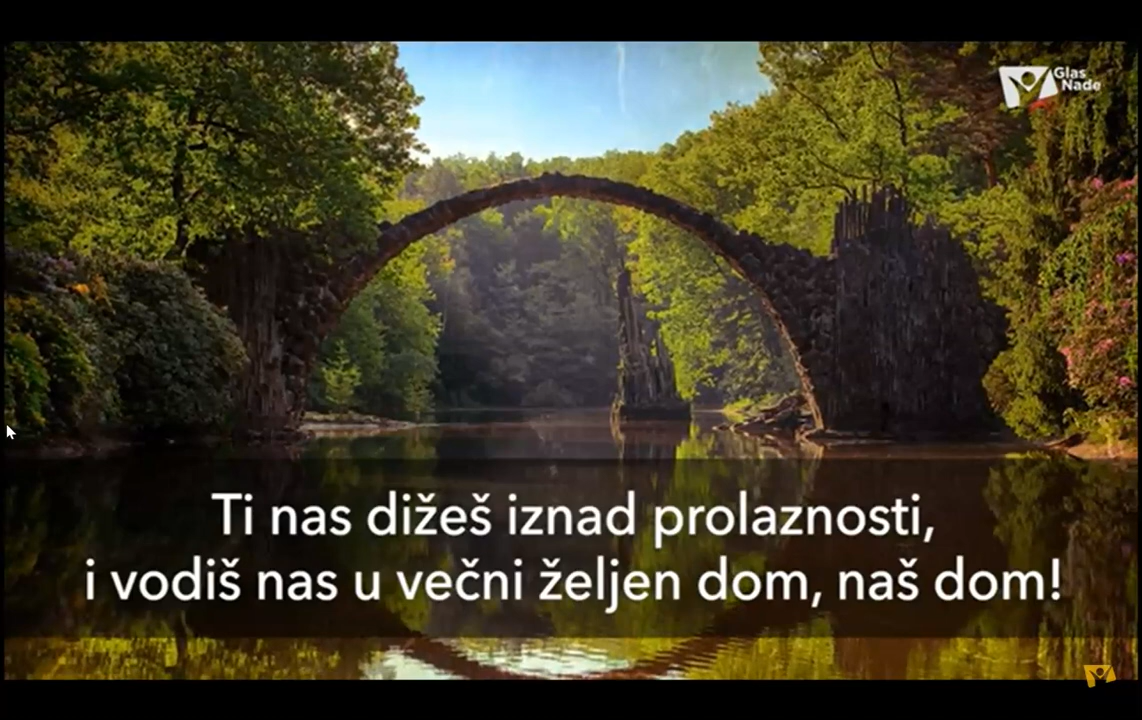 Glas
Nade
Ti nas dižeš iznad prolaznosti,
i vodiš nas u večni željen dom, naš dom!